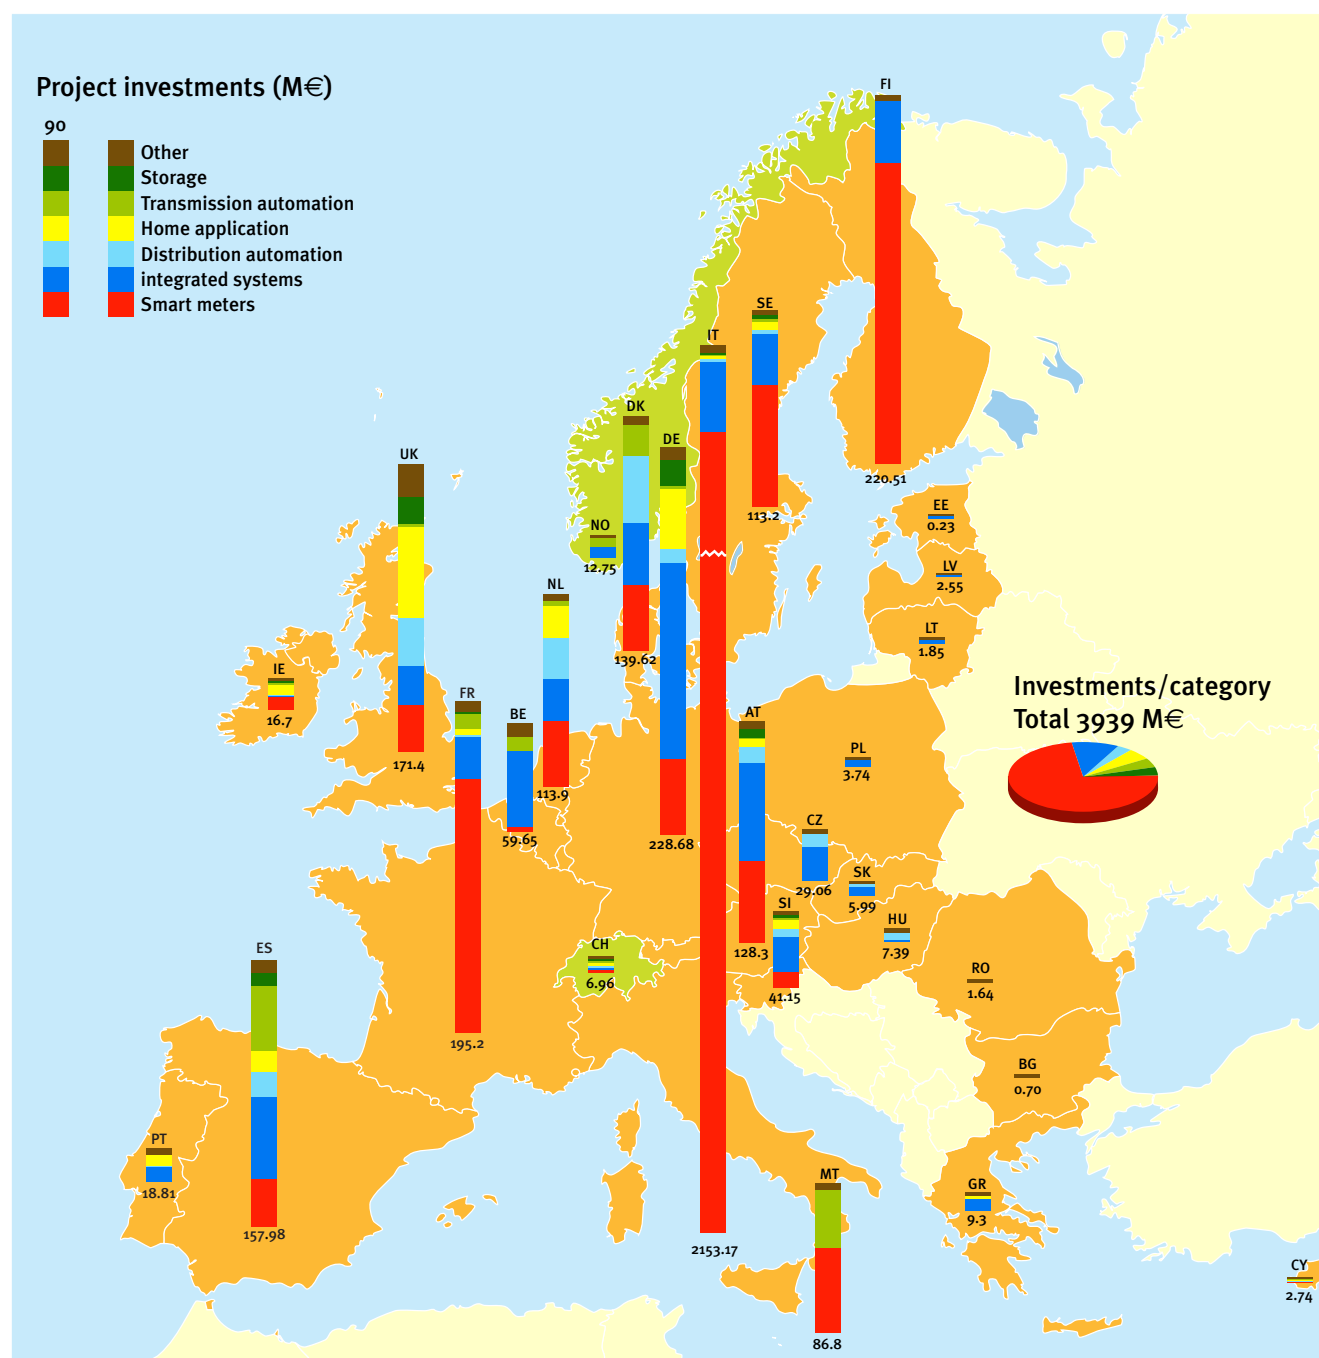 Project investments (M€)
90
Other
Storage
Transmission automation
Home application
Distribution automation
integrated systems
Smart meters
FI
220.51
SE
113.2
IT
2153.17
DK
139.62
DE
228.68
UK
171.4
NO
12.75
EE
0.23
LV
2.55
LT
1.85
NL
113.9
IE
16.7
FR
195.2
BE
59.65
AT
128.3
PL
3.74
Investments/category
Total 3939 M€
CZ
29.06
SK
5.99
SI
41.15
HU
7.39
CH
6.96
ES
157.98
RO
1.64
BG
0.70
PT
18.81
MT
86.8
GR
9.3
CY
2.74